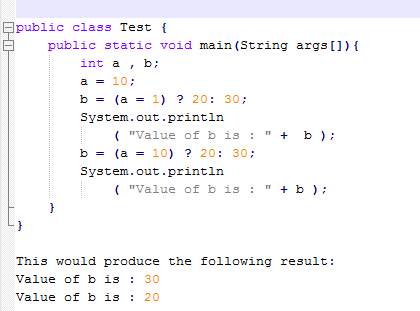 public class Test {
public static void main(String args[]){
int a , b;
a = 10;
b = (a = 1) ? 20: 30;
System.out.println
( "Value of b is : " + b );
b = (a = 10) ? 20: 30;
System.out.println
( "Value of b is : " + b );
}
}
This would produce the following result:
Value of b is : 30
Value of b is : 20